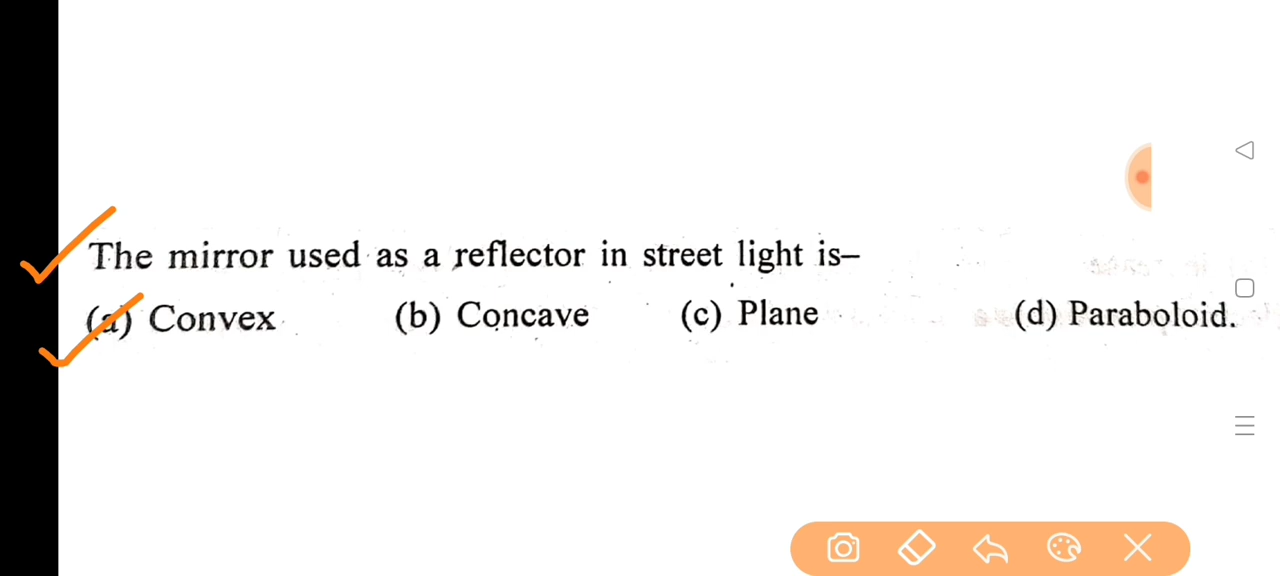 The mirror used as a reflector in street light is–
(a) Convex (b) Concave (c) Plane (d) Paraboloid.